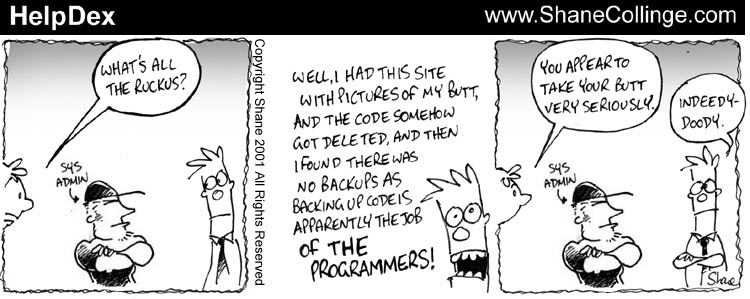 HelpDex
www.ShaneCollinge.com
WHAT'S ALL
THE RUCKUS?
SYS
ADMIN
Copyright Shane 2001 All Rights Reserved
WELL, I HAD THIS SITE
WITH PICTURES OF MY BUTT,
AND THE CODE SOMEHOW
GOT DELETED, AND THEN
I FOUND THERE WAS
NO BACKUPS AS
BACKING UP CODE IS
APPARENTLY THE JOB
OF THE
PROGRAMMERS!
YOU APPEAR TO
TAKE YOUR BUTT
VERY SERIOUSLY.
INDEEDY-
DOODY.
SYS
ADMIN
Shane